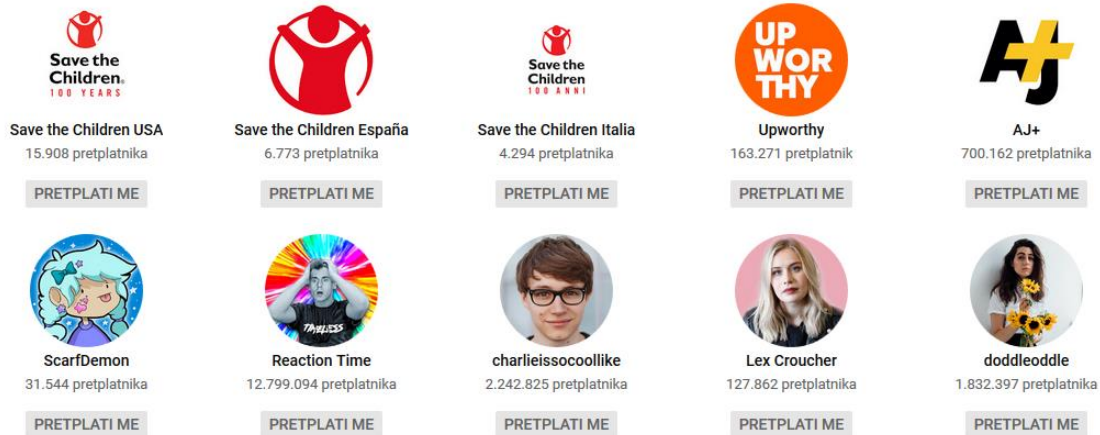 Save the
Children®
100 YEARS
Save the
Children
100 ANNI
UP
WOR
THY
AJ+
Save the Children USA
Save the Children España
Save the Children Italia
Upworthy
AJ+
15.908 pretplatnika
6.773 pretplatnika
4.294 pretplatnika
163.271 pretplatnik
700.162 pretplatnika
PRETPLATI ME
PRETPLATI ME
PRETPLATI ME
PRETPLATI ME
PRETPLATI ME
TIMELESS
ScarfDemon
Reaction Time
charlieissocoollike
Lex Croucher
doddleoddle
31.544 pretplatnika
12.799.094 pretplatnika
2.242.825 pretplatnika
127.862 pretplatnika
1.832.397 pretplatnika
PRETPLATI ME
PRETPLATI ME
PRETPLATI ME
PRETPLATI ME
PRETPLATI ME